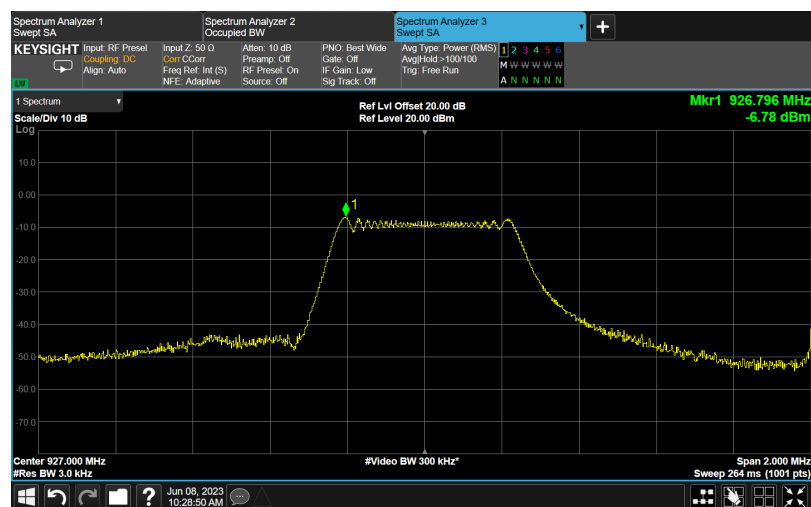 Spectrum Analyzer 1
Swept SA
Spectrum Analyzer 2
Occupied BW
Spectrum Analyzer 3
Swept SA
KEYSIGHT
LXI
Input: RF Presel
Coupling: DC
Align: Auto
Input Z: 50 Ω
Corr CCorr
Freq Ref: Int (S)
NFE: Adaptive
Atten: 10 dB
Preamp: Off
RF Presel: On
Source: Off
PNO: Best Wide
Gate: Off
IF Gain: Low
Sig Track: Off
Avg Type: Power (RMS)
Avg|Hold:>100/100
Trig: Free Run
1 2 3 4 5 6
M W W W W W
A N N N N N
1 Spectrum
Scale/Div 10 dB
Log
Ref Lvl Offset 20.00 dB
Ref Level 20.00 dBm
Mkr1 926.796 MHz
-6.78 dBm
1
10.0
0.00
-10.0
-20.0
-30.0
-40.0
-50.0
-60.0
-70.0
Center 927.000 MHz
#Res BW 3.0 kHz
#Video BW 300 kHz*
Span 2.000 MHz
Sweep 264 ms (1001 pts)
?
Jun 08, 2023
10:28:50 AM